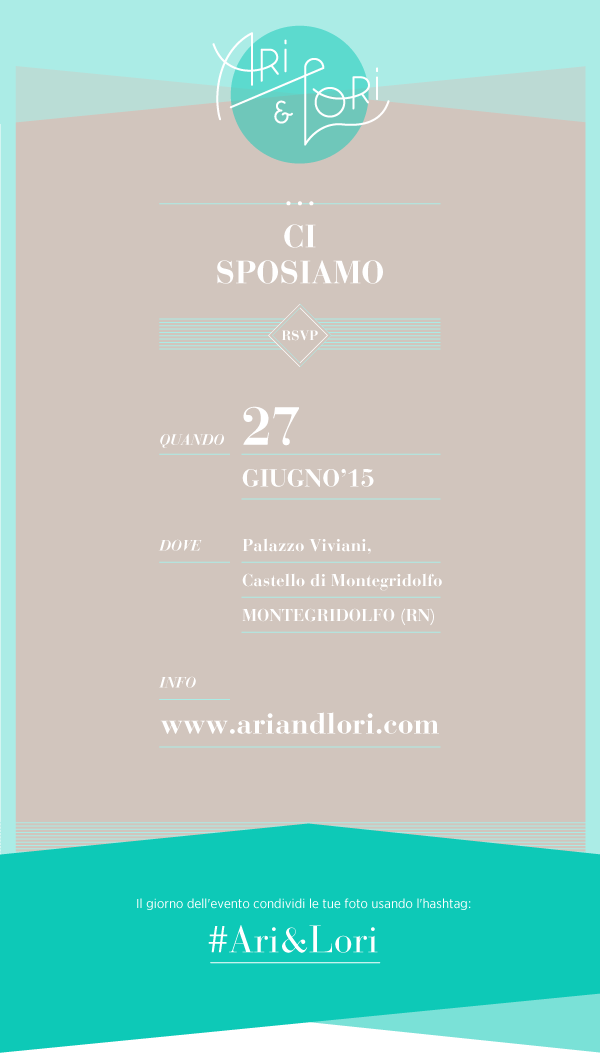 Ari
& Lori
CI
SPOSIAMO
RSVP
QUANDO 27
GIUGNO'15
DOVE Palazzo Viviani,
Castello di Montegridolfo
MONTEGRIDOLFO (RN)
INFO
www.ariandlori.com
Il giorno dell'evento condividi le tue foto usando l'hashtag:
#Ari&Lori